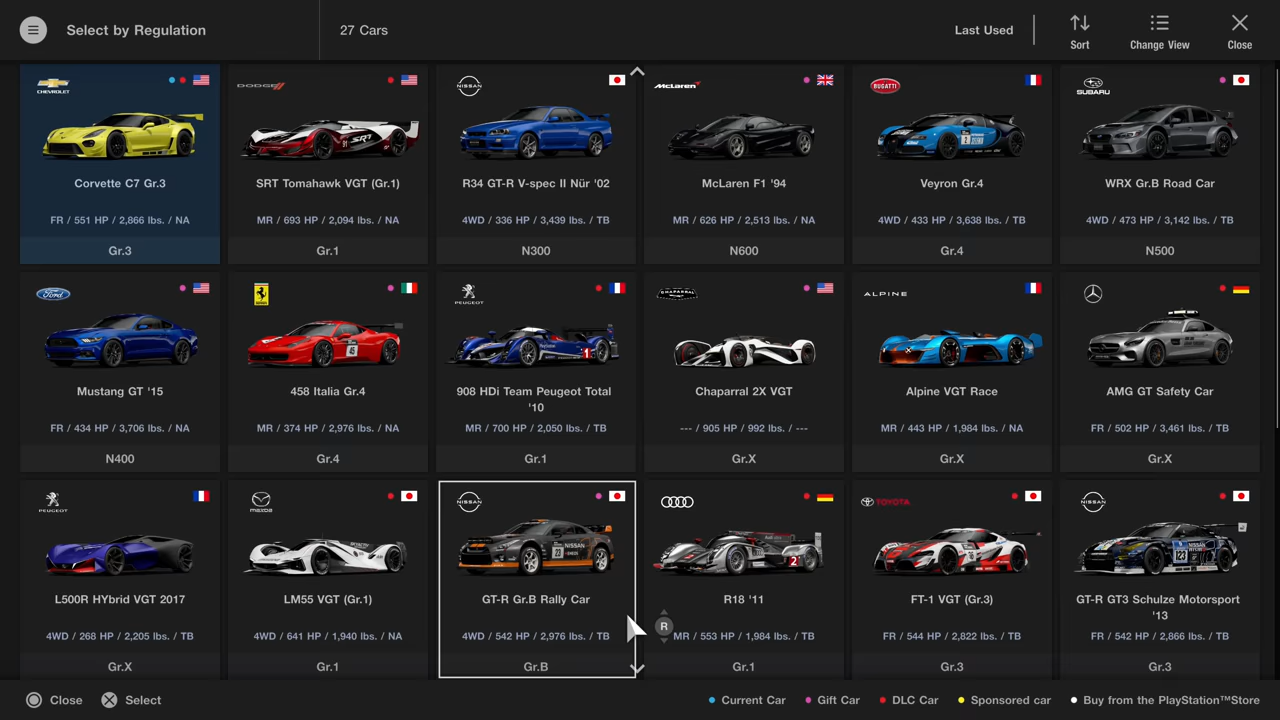 Select by Regulation
27 Cars
Last Used
Sort
Change View
Close
CHEVROLET
Corvette C7 Gr.3
FR / 551 HP / 2,866 lbs. / NA
Gr.3
DODGE
SRT Tomahawk VGT (Gr.1)
MR / 693 HP / 2,094 lbs. / NA
Gr.1
NISSAN
R34 GT-R V-spec II Nür '02
4WD / 336 HP / 3,439 lbs. / TB
N300
McLaren
McLaren F1 '94
MR / 626 HP / 2,513 lbs. / NA
N600
BUGATTI
Veyron Gr.4
4WD / 433 HP / 3,638 lbs. / TB
Gr.4
SUBARU
WRX Gr.B Road Car
4WD / 473 HP / 3,142 lbs. / TB
N500
Ford
Mustang GT '15
FR / 434 HP / 3,706 lbs. / NA
N400
458 Italia Gr.4
MR / 374 HP / 2,976 lbs. / NA
Gr.4
PEUGEOT
908 HDi Team Peugeot Total
'10
MR / 700 HP / 2,050 lbs. / TB
Gr.1
CHAPARRAL
Chaparral 2X VGT
--- / 905 HP / 992 lbs. / ---
Gr.X
ALPINE
Alpine VGT Race
MR / 443 HP / 1,984 lbs. / NA
Gr.X
AMG GT Safety Car
FR / 502 HP / 3,461 lbs. / TB
Gr.X
PEUGEOT
L500R HYbrid VGT 2017
4WD / 268 HP / 2,205 lbs. / TB
Gr.X
mazda
LM55 VGT (Gr.1)
4WD / 641 HP / 1,940 lbs. / NA
Gr.1
NISSAN
23
NISSAN
GT-R Gr.B Rally Car
4WD / 542 HP / 2,976 lbs. / TB
Gr.B
2
R18 '11
R
MR / 553 HP / 1,984 lbs. / TB
Gr.1
TOYOTA
FT-1 VGT (Gr.3)
FR / 544 HP / 2,822 lbs. / TB
Gr.3
NISSAN
GT-R GT3 Schulze Motorsport
'13
FR / 542 HP / 2,866 lbs. / TB
Gr.3
Close
Select
Current Car
Gift Car
DLC Car
Sponsored car
Buy from the PlayStation™Store